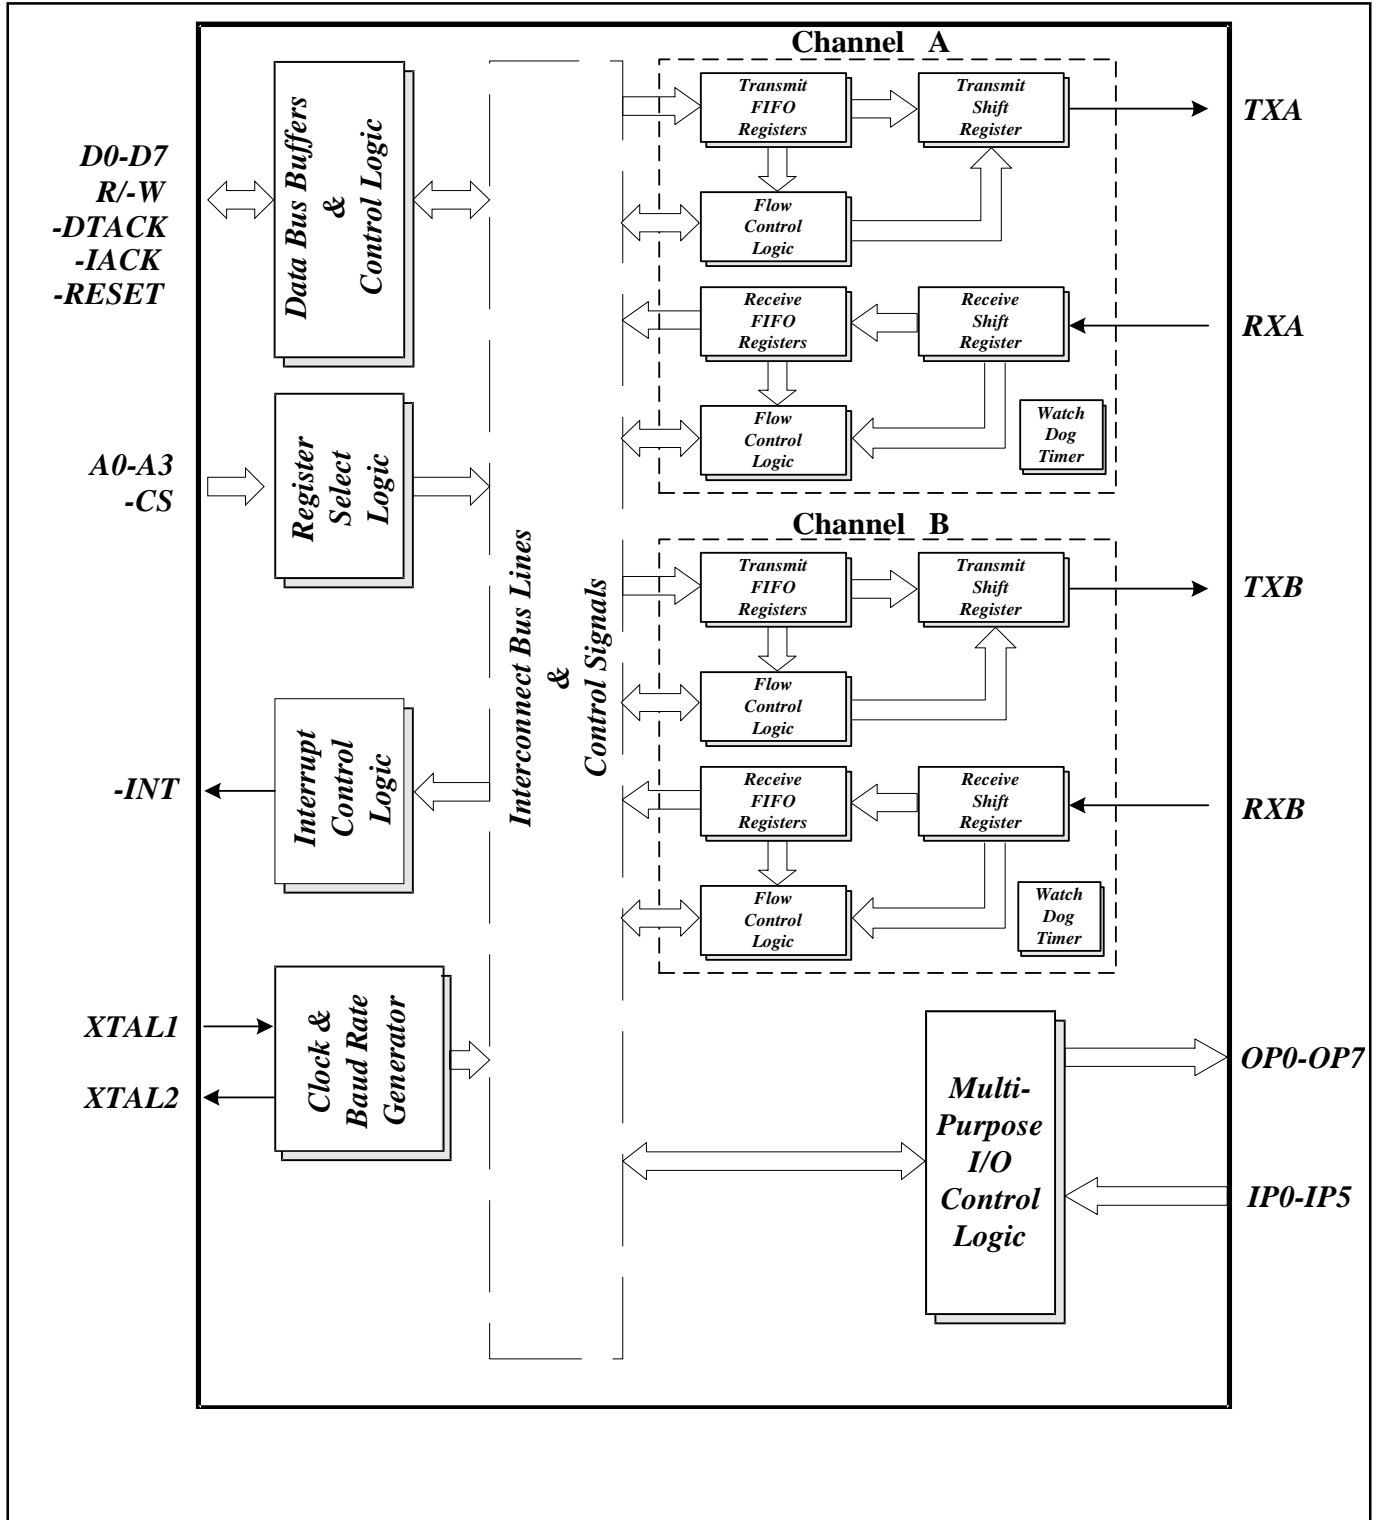 D0-D7
R/-W
-DTACK
-IACK
-RESET
A0-A3
-CS
-INT
XTAL1
XTAL2
Data Bus Buffers
&
Control Logic
Register
Select
Logic
Interrupt
Control
Logic
Clock &
Baud Rate
Generator
Interconnect Bus Lines
&
Control Signals
Channel A
Transmit
FIFO
Registers
Transmit
Shift
Register
Flow
Control
Logic
Receive
FIFO
Registers
Receive
Shift
Register
Flow
Control
Logic
Watch
Dog
Timer
Channel B
Transmit
FIFO
Registers
Transmit
Shift
Register
Flow
Control
Logic
Receive
FIFO
Registers
Receive
Shift
Register
Flow
Control
Logic
Watch
Dog
Timer
Multi-
Purpose
I/O
Control
Logic
TXA
RXA
TXB
RXB
OP0-OP7
IP0-IP5